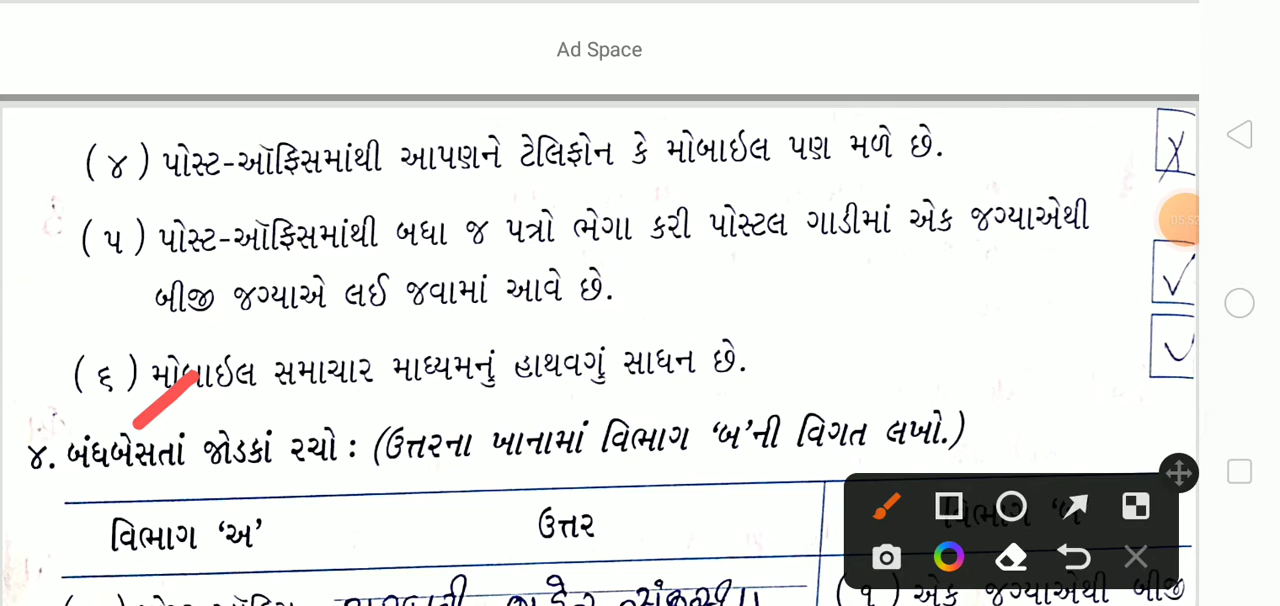 Ad Space
(૪) પોસ્ટ-ઑફિસમાંથી આપણને ટેલિફોન કે મોબાઇલ પણ મળે છે.
(૫) પોસ્ટ-ઑફિસમાંથી બધા જ પત્રો ભેગા કરી પોસ્ટલ ગાડીમાં એક જગ્યાએથી
બીજી જગ્યાએ લઈ જવામાં આવે છે.
(૬) મોબાઇલ સમાચાર માધ્યમનું હાથવગું સાધન છે.
૪. બંધબેસતાં જોડકાં રચો : (ઉત્તરના ખાનામાં વિભાગ ‘બ’ની વિગત લખો.)
વિભાગ ‘અ’ ઉત્તર વિભાગ ‘બ’
(૧) એક જગ્યાએથી બીજી